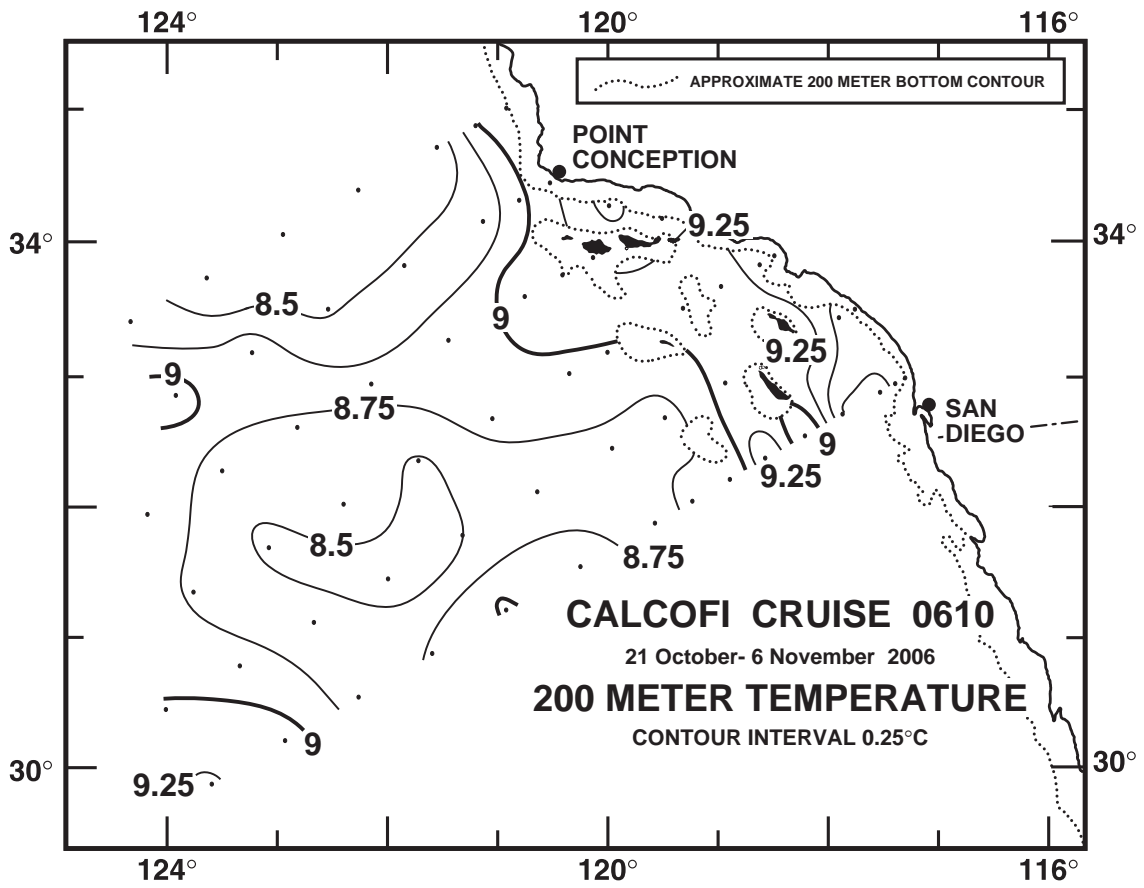 124° 120° 116°
APPROXIMATE 200 METER BOTTOM CONTOUR
POINT
CONCEPTION
9.25
34° 34°
8.5
9
9.25
9
8.75
SAN
DIEGO
9
9.25
8.5
8.75
CALCOFI CRUISE 0610
21 October- 6 November 2006
200 METER TEMPERATURE
CONTOUR INTERVAL 0.25°C
9
30° 30°
9.25
124° 120° 116°